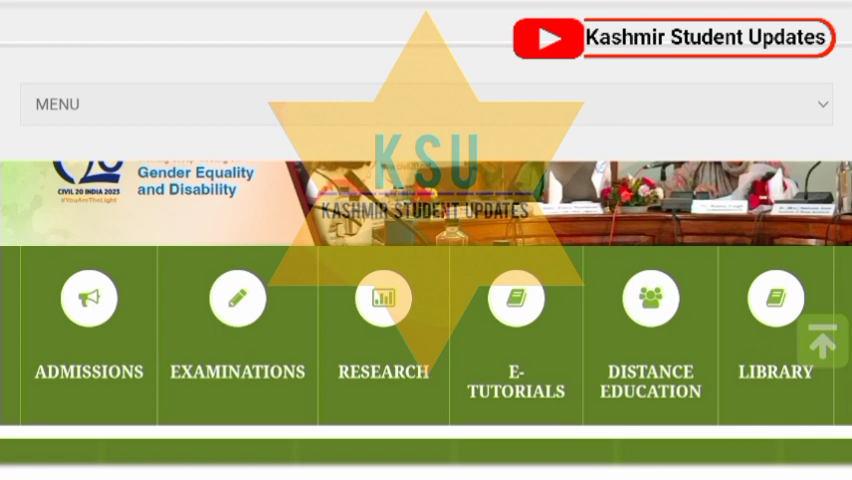 Kashmir Student Updates
MENU
Gender Equality
and Disability
CIVIL 20 INDIA 2023
#YouAreTheLight
KSU
KASHMIR STUDENT UPDATES
ADMISSIONS
EXAMINATIONS
RESEARCH
E-
TUTORIALS
DISTANCE
EDUCATION
LIBRARY